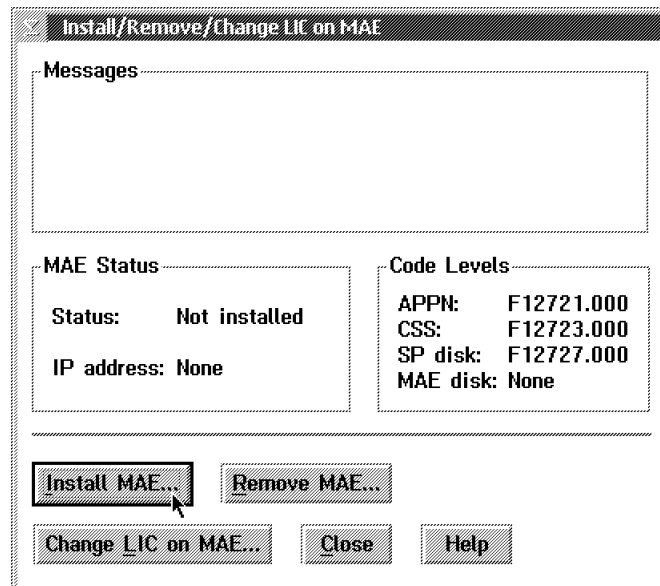 Install/Remove/Change LIC on MAE
Messages
MAE Status
Status: Not installed
IP address: None
Code Levels
APPN: F12721.000
CSS: F12723.000
SP disk: F12727.000
MAE disk: None
Install MAE...
Remove MAE...
Change LIC on MAE...
Close
Help